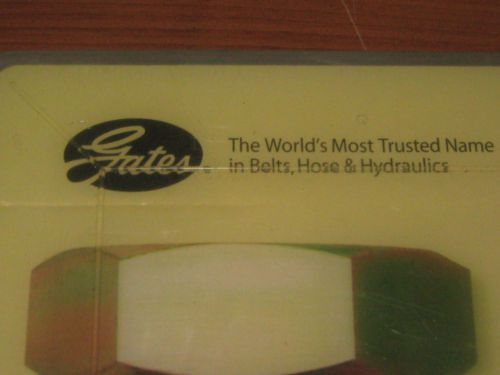 Gates
The World's Most Trusted Name
in Belts, Hose & Hydraulics